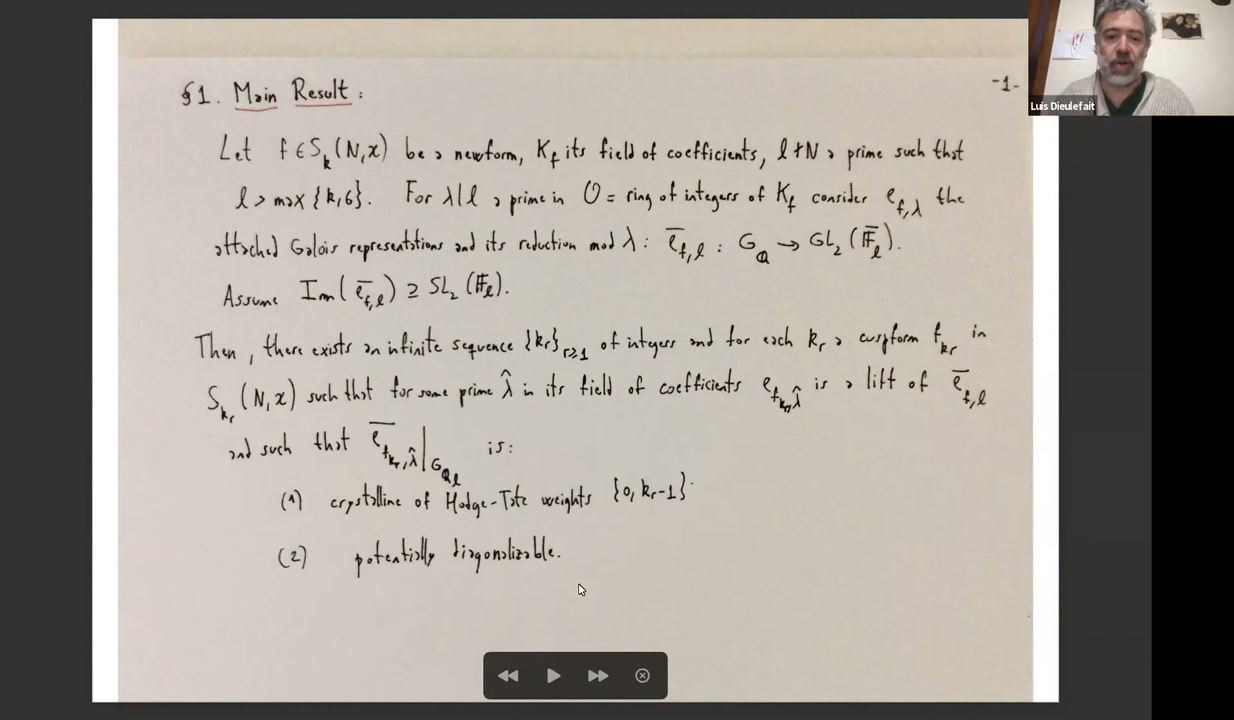 §1. Main Result:
-1-
Luis Dieulefait
Let f ∈ S_k(N,χ) be a newform, K_f its field of coefficients, l∤N a prime such that
l > max{k,6}. For λ|l a prime in O = ring of integers of K_f consider ρ_{f,λ} the
attached Galois representations and its reduction mod λ: ρ̄_{f,l} : G_Q → GL_2(F̄_l).
Assume Im(ρ̄_{f,l}) ≥ SL_2(F_l).
Then, there exists an infinite sequence {k_r}_{r≥1} of integers and for each k_r a cuspform f_{k_r} in
S_{k_r}(N,χ) such that for some prime λ̂ in its field of coefficients ρ_{f_{k_r},λ̂} is a lift of ρ̄_{f,l}
and such that ρ̄_{f_{k_r},λ̂}|_{G_{Q_l}} is:
(1) crystalline of Hodge-Tate weights {0, k_r-1}.
(2) potentially diagonalizable.